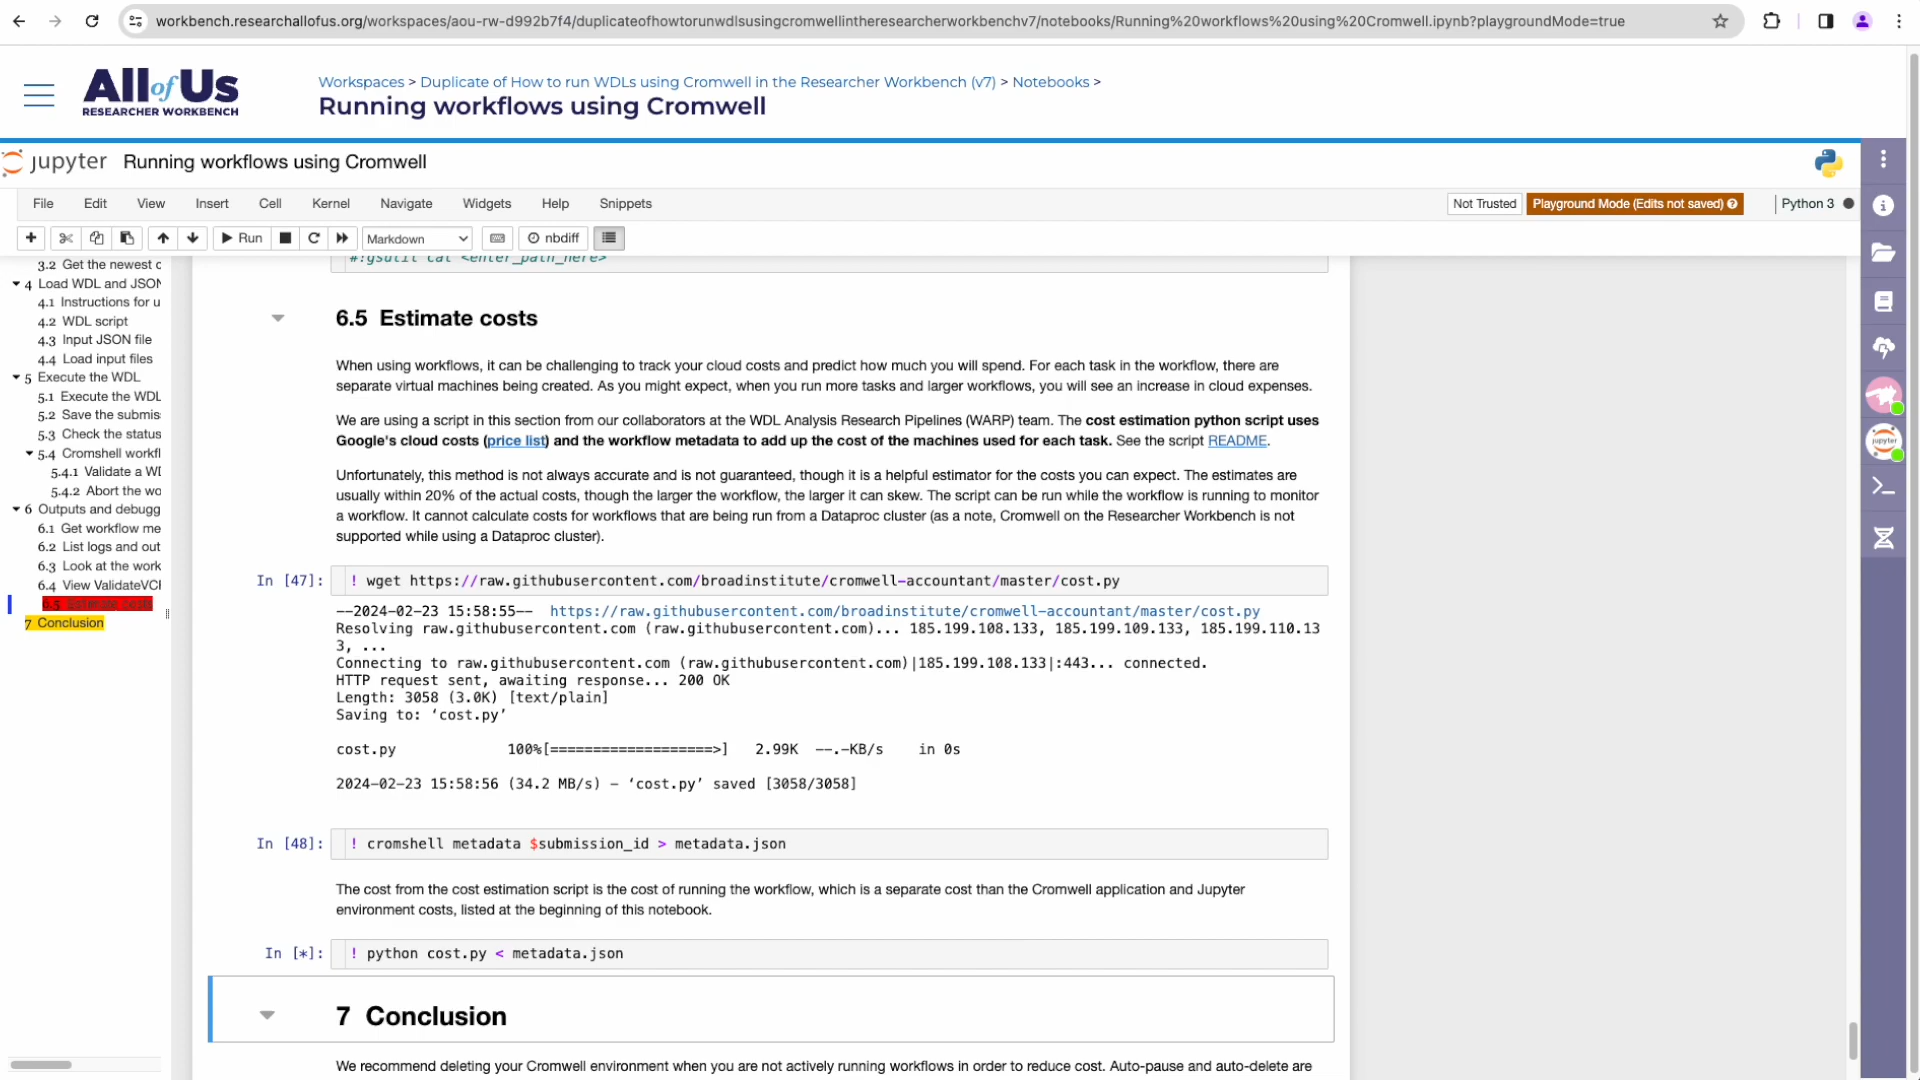 workbench.researchallofus.org/workspaces/aou-rw-d992b7f4/duplicateofhowtorunwdlsusingcromwellintheresearcherworkbenchv7/notebooks/Running%20workflows%20using%20Cromwell.ipynb?playgroundMode=true
All of Us
RESEARCHER WORKBENCH
Workspaces > Duplicate of How to run WDLs using Cromwell in the Researcher Workbench (v7) > Notebooks >
Running workflows using Cromwell
jupyter Running workflows using Cromwell
File Edit View Insert Cell Kernel Navigate Widgets Help Snippets
Not Trusted Playground Mode (Edits not saved) Python 3
Run Markdown nbdiff
3.2 Get the newest c
4 Load WDL and JSON
4.1 Instructions for u
4.2 WDL script
4.3 Input JSON file
4.4 Load input files
5 Execute the WDL
5.1 Execute the WDL
5.2 Save the submis
5.3 Check the status
5.4 Cromshell workfl
5.4.1 Validate a WD
5.4.2 Abort the wo
6 Outputs and debugg
6.1 Get workflow me
6.2 List logs and out
6.3 Look at the work
6.4 View ValidateVCF
6.5 Estimate costs
7 Conclusion
#!gsutil cat <enter_path_here>
6.5 Estimate costs
When using workflows, it can be challenging to track your cloud costs and predict how much you will spend. For each task in the workflow, there are
separate virtual machines being created. As you might expect, when you run more tasks and larger workflows, you will see an increase in cloud expenses.
We are using a script in this section from our collaborators at the WDL Analysis Research Pipelines (WARP) team. The cost estimation python script uses
Google's cloud costs (price list) and the workflow metadata to add up the cost of the machines used for each task. See the script README.
Unfortunately, this method is not always accurate and is not guaranteed, though it is a helpful estimator for the costs you can expect. The estimates are
usually within 20% of the actual costs, though the larger the workflow, the larger it can skew. The script can be run while the workflow is running to monitor
a workflow. It cannot calculate costs for workflows that are being run from a Dataproc cluster (as a note, Cromwell on the Researcher Workbench is not
supported while using a Dataproc cluster).
In [47]: ! wget https://raw.githubusercontent.com/broadinstitute/cromwell-accountant/master/cost.py
--2024-02-23 15:58:55-- https://raw.githubusercontent.com/broadinstitute/cromwell-accountant/master/cost.py
Resolving raw.githubusercontent.com (raw.githubusercontent.com)... 185.199.108.133, 185.199.109.133, 185.199.110.13
3, ...
Connecting to raw.githubusercontent.com (raw.githubusercontent.com)|185.199.108.133|:443... connected.
HTTP request sent, awaiting response... 200 OK
Length: 3058 (3.0K) [text/plain]
Saving to: ‘cost.py’
cost.py 100%[===================>] 2.99K --.-KB/s in 0s
2024-02-23 15:58:56 (34.2 MB/s) - ‘cost.py’ saved [3058/3058]
In [48]: ! cromshell metadata $submission_id > metadata.json
The cost from the cost estimation script is the cost of running the workflow, which is a separate cost than the Cromwell application and Jupyter
environment costs, listed at the beginning of this notebook.
In [*]: ! python cost.py < metadata.json
7 Conclusion
We recommend deleting your Cromwell environment when you are not actively running workflows in order to reduce cost. Auto-pause and auto-delete are
jupyter